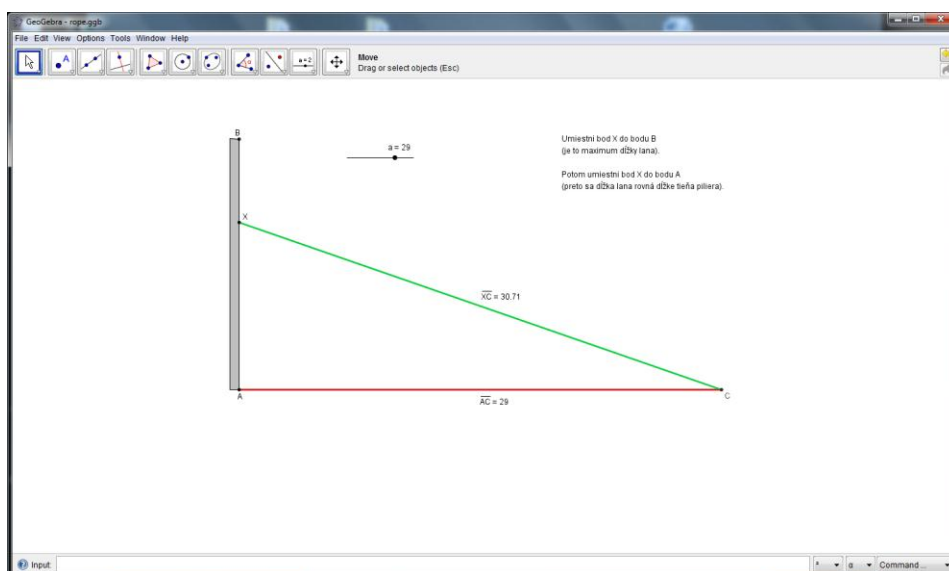 GeoGebra - rope.ggb
File Edit View Options Tools Window Help
A
a=2
Move
Drag or select objects (Esc)
B
a = 29
Umiestni bod X do bodu B
(je to maximum dĺžky lana).
Potom umiestni bod X do bodu A
(preto sa dĺžka lana rovná dĺžke tieňa piliera).
X
XC = 30.71
A
C
AC = 29
Input:
α
Command ...